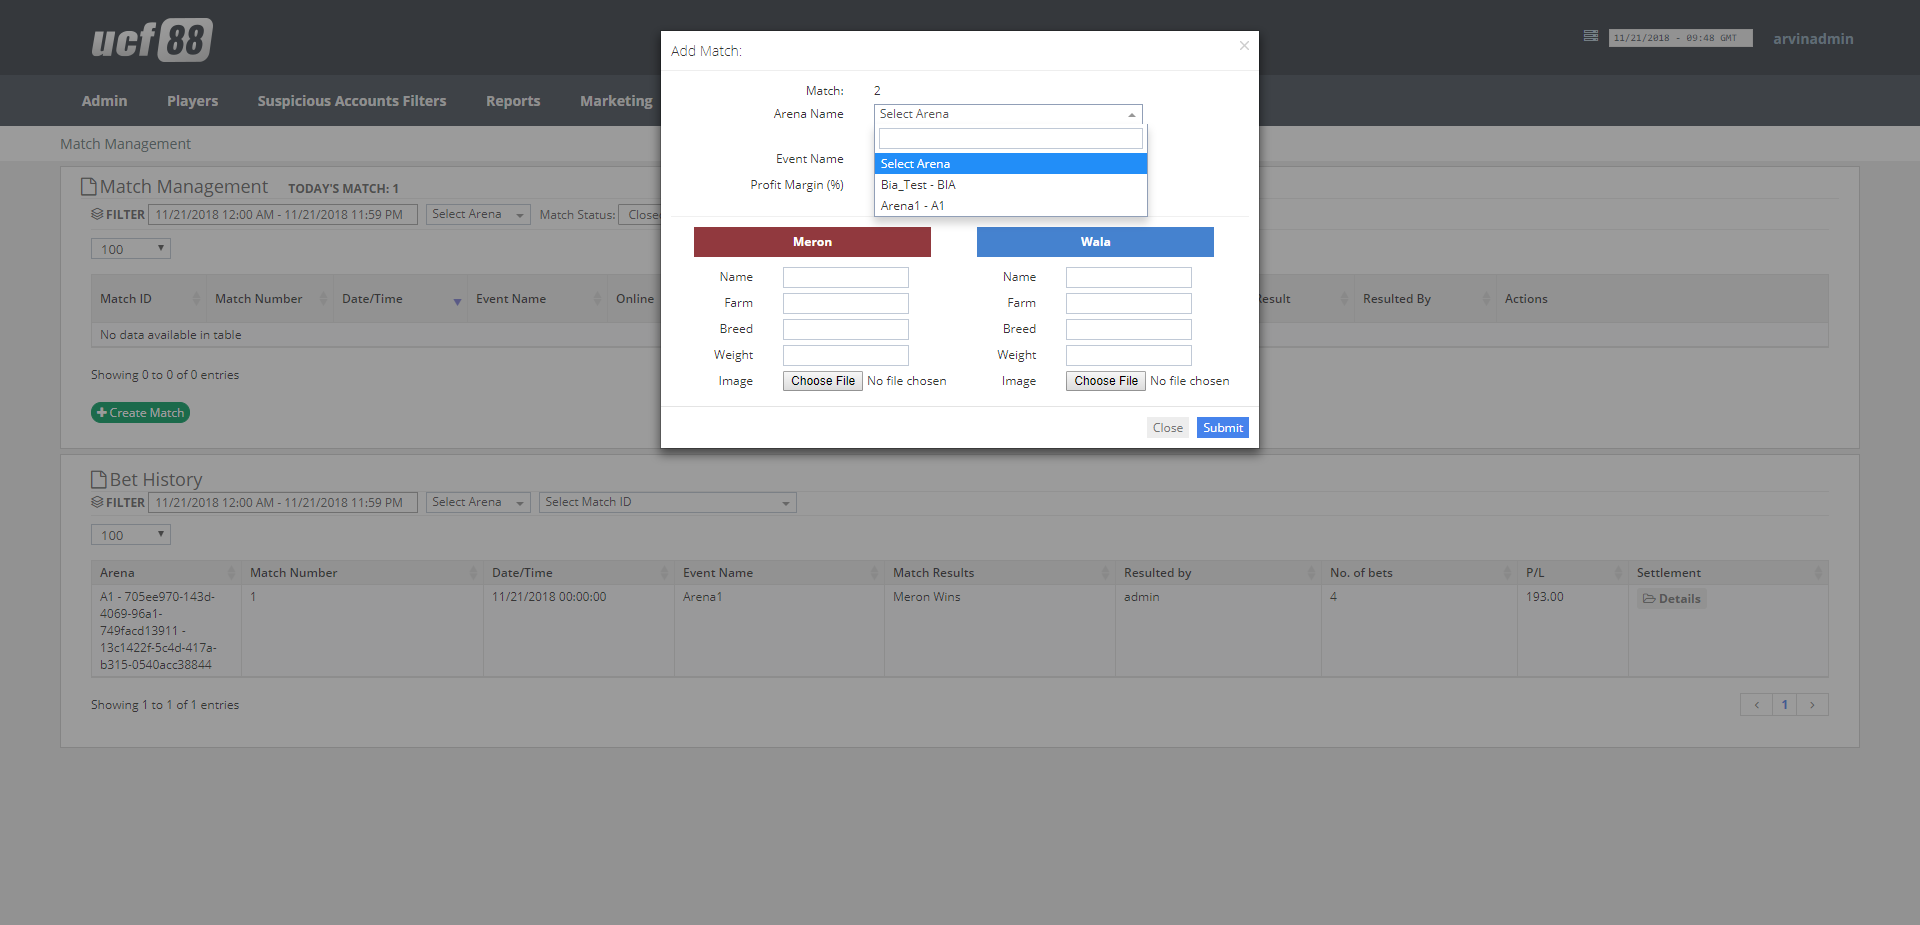 ucf88
11/21/2018 - 09:48 GMT
arvinadmin
Admin Players Suspicious Accounts Filters Reports Marketing
Match Management
Add Match:
×
Match: 2
Arena Name Select Arena
Select Arena
Bia_Test - BIA
Arena1 - A1
Event Name
Profit Margin (%)
Meron Wala
Name Name
Farm Farm
Breed Breed
Weight Weight
Image Choose File No file chosen Image Choose File No file chosen
Close Submit
Match Management TODAY'S MATCH: 1
FILTER 11/21/2018 12:00 AM - 11/21/2018 11:59 PM Select Arena Match Status: Close
100
Match ID Match Number Date/Time Event Name Online esult Resulted By Actions
No data available in table
Showing 0 to 0 of 0 entries
Create Match
Bet History
FILTER 11/21/2018 12:00 AM - 11/21/2018 11:59 PM Select Arena Select Match ID
100
Arena Match Number Date/Time Event Name Match Results Resulted by No. of bets P/L Settlement
A1 - 705ee970-143d- 1 11/21/2018 00:00:00 Arena1 Meron Wins admin 4 193.00 Details
4069-96a1-
749facd13911 -
13c1422f-5c4d-417a-
b315-0540acc38844
Showing 1 to 1 of 1 entries
‹ 1 ›